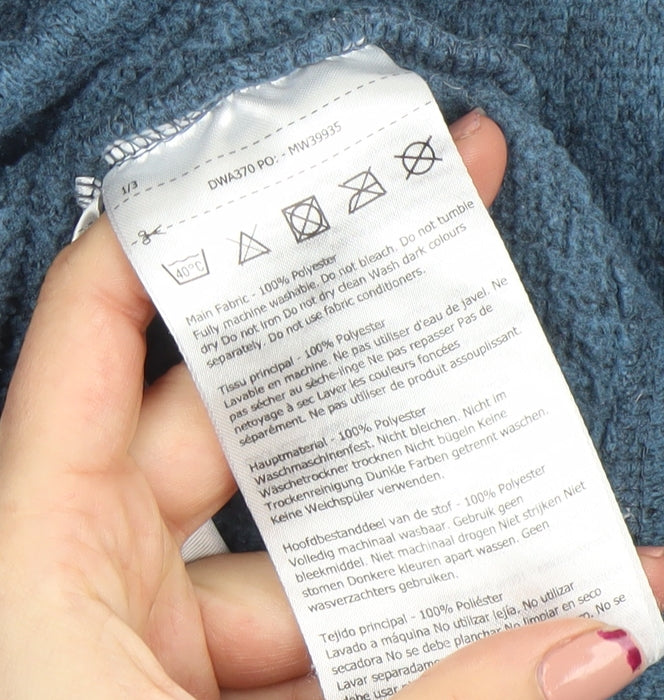 1/3
DWA370 PO: - MW39935
40°C
Main Fabric - 100% Polyester
Fully machine washable. Do not bleach. Do not tumble
dry Do not Iron Do not dry clean Wash dark colours
separately. Do not use fabric conditioners.
Tissu principal - 100% Polyester
Lavable en machine. Ne pas utiliser d'eau de javel. Ne
pas sécher au sèche-linge Ne pas repasser Pas de
nettoyage à sec Laver les couleurs foncées
séparément. Ne pas utiliser de produit assouplissant.
Hauptmaterial - 100% Polyester
Waschmaschinenfest. Nicht bleichen. Nicht im
Wäschetrockner trocknen Nicht bügeln Keine
Trockenreinigung Dunkle Farben getrennt waschen.
Keine Weichspüler verwenden.
Hoofdbestanddeel van de stof - 100% Polyester
Volledig machinaal wasbaar. Gebruik geen
bleekmiddel. Niet machinaal drogen Niet strijken Niet
stomen Donkere kleuren apart wassen. Geen
wasverzachters gebruiken.
Tejido principal - 100% Poliéster
Lavado a máquina No utilizar lejía. No utilizar
secadora No se debe planchar No limpiar en seco
Lavar separadamente No se
debe usar